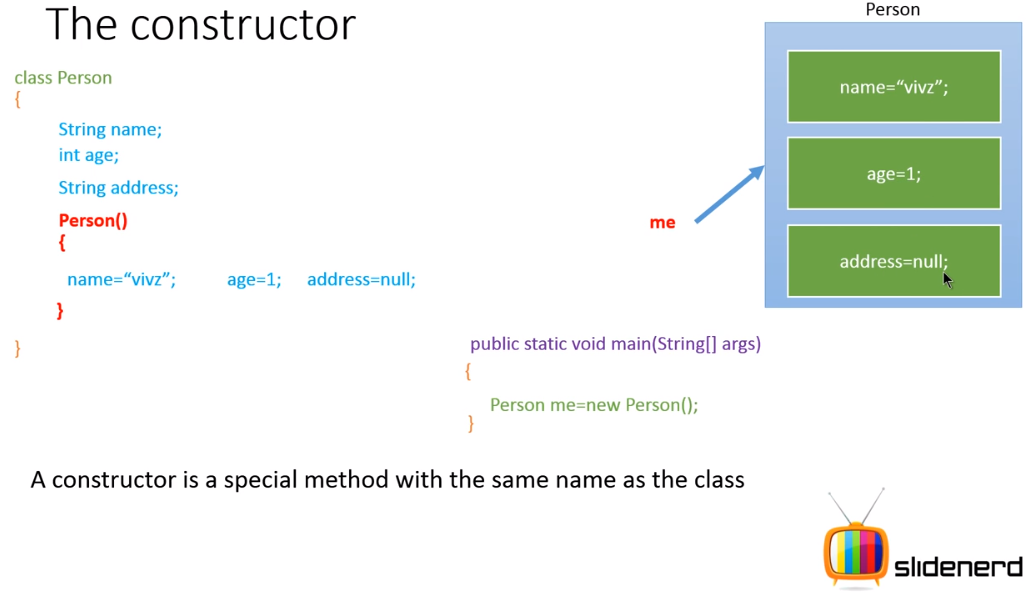 The constructor
class Person
{
String name;
int age;
String address;
Person()
{
name=“vivz”; age=1; address=null;
}
}
me
Person
name=“vivz”;
age=1;
address=null;
public static void main(String[] args)
{
Person me=new Person();
}
A constructor is a special method with the same name as the class
slidenerd